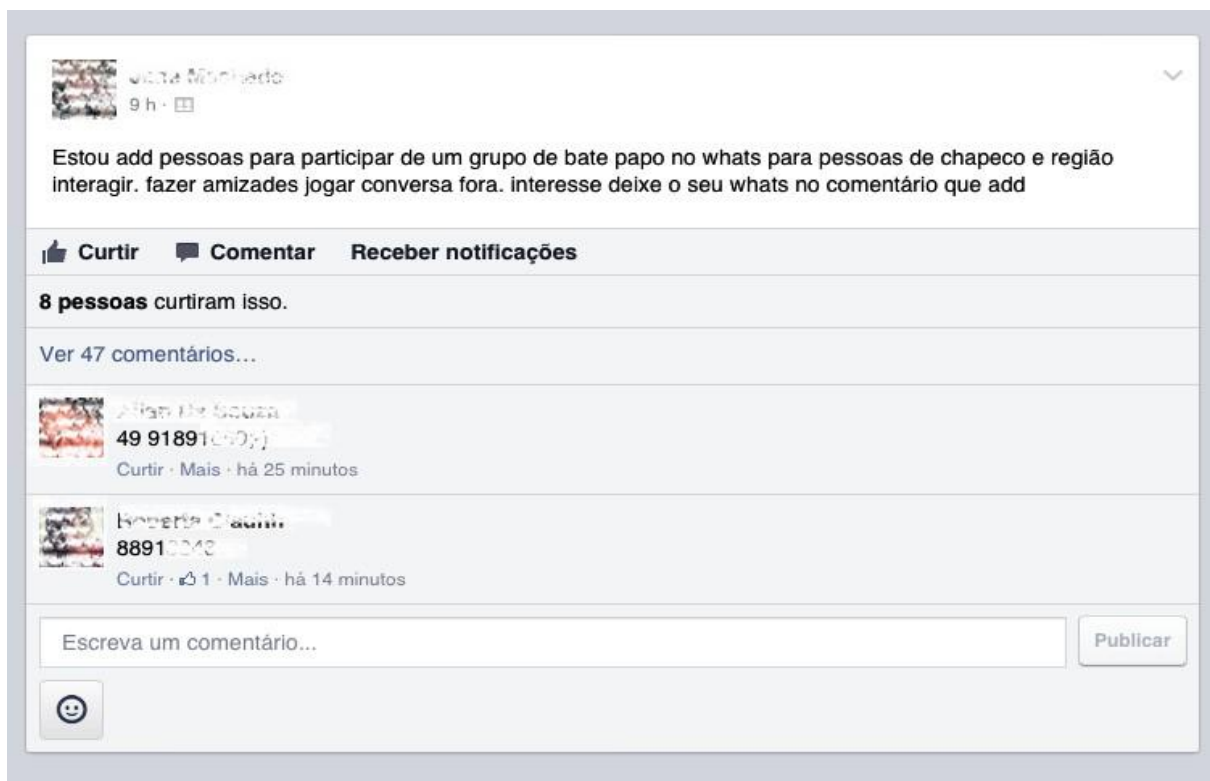 9 h
Estou add pessoas para participar de um grupo de bate papo no whats para pessoas de chapeco e região
interagir. fazer amizades jogar conversa fora. interesse deixe o seu whats no comentário que add
Curtir Comentar Receber notificações
8 pessoas curtiram isso.
Ver 47 comentários...
49 91891
Curtir · Mais · há 25 minutos
8891
Curtir · 1 · Mais · há 14 minutos
Escreva um comentário...
Publicar